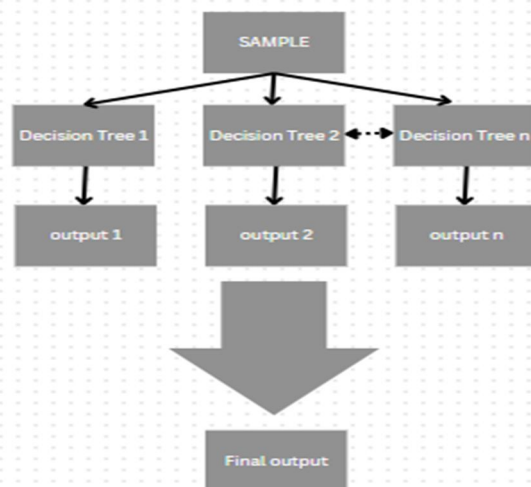 SAMPLE
Decision Tree 1
Decision Tree 2
Decision Tree n
output 1
output 2
output n
Final output